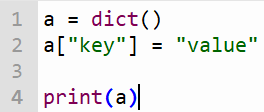 1 a = dict()
2 a["key"] = "value"
3
4 print(a)